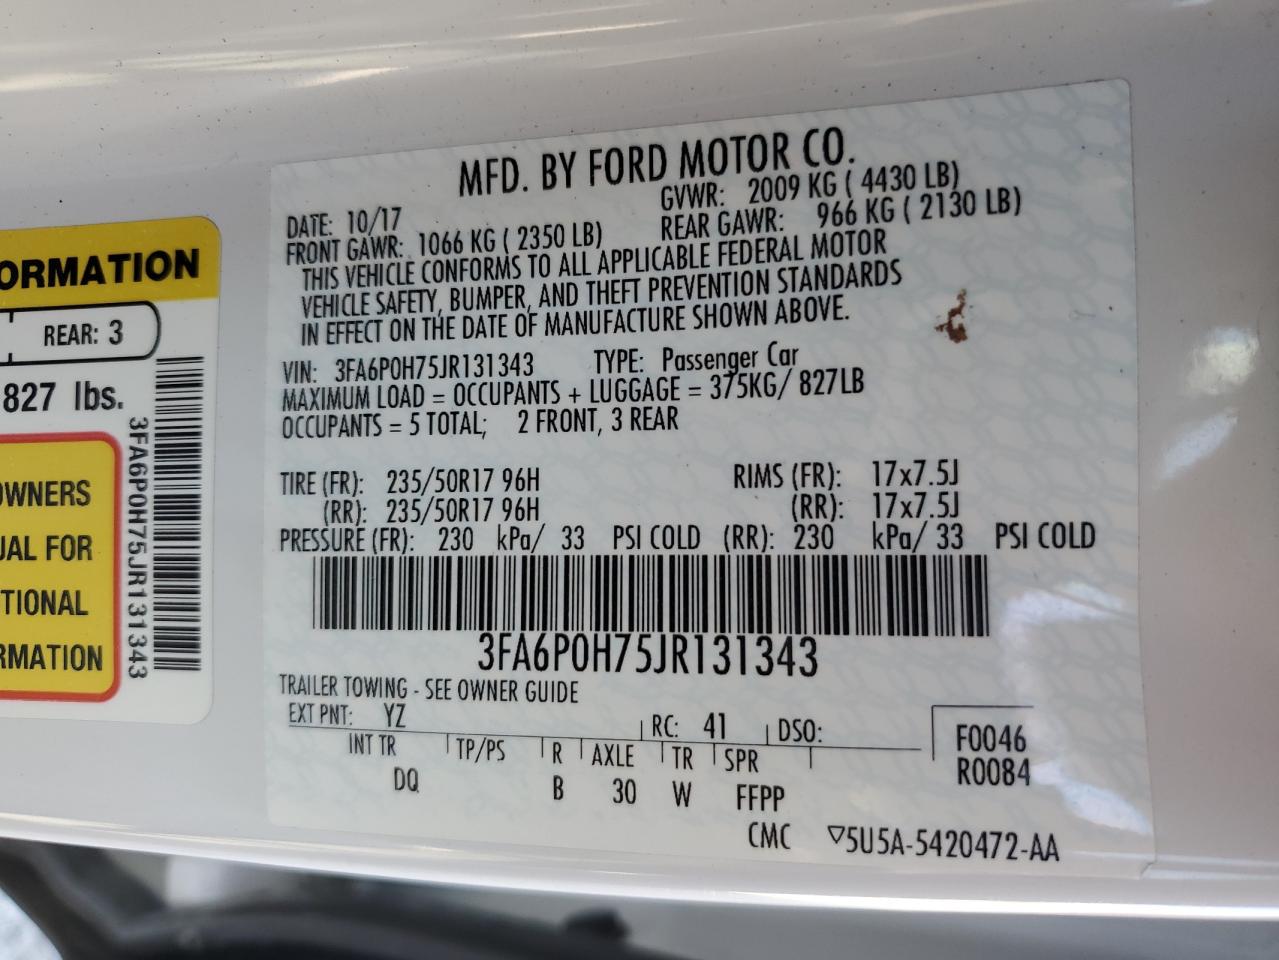 MFD. BY FORD MOTOR CO.
DATE: 10/17 GVWR: 2009 KG ( 4430 LB)
FRONT GAWR: 1066 KG ( 2350 LB) REAR GAWR: 966 KG ( 2130 LB)
THIS VEHICLE CONFORMS TO ALL APPLICABLE FEDERAL MOTOR
VEHICLE SAFETY, BUMPER, AND THEFT PREVENTION STANDARDS
IN EFFECT ON THE DATE OF MANUFACTURE SHOWN ABOVE.
VIN: 3FA6P0H75JR131343 TYPE: Passenger Car
MAXIMUM LOAD = OCCUPANTS + LUGGAGE = 375KG/ 827LB
OCCUPANTS = 5 TOTAL; 2 FRONT, 3 REAR
TIRE (FR): 235/50R17 96H RIMS (FR): 17x7.5J
(RR): 235/50R17 96H (RR): 17x7.5J
PRESSURE (FR): 230 kPa/ 33 PSI COLD (RR): 230 kPa/ 33 PSI COLD
3FA6P0H75JR131343
TRAILER TOWING - SEE OWNER GUIDE
EXT PNT: YZ RC: 41 DSO:
INT TR TP/PS R AXLE TR SPR
DQ B 30 W FFPP
F0046
R0084
CMC ▽5U5A-5420472-AA
ORMATION
REAR: 3
827 lbs.
3FA6P0H75JR131343
OWNERS
UAL FOR
TIONAL
RMATION